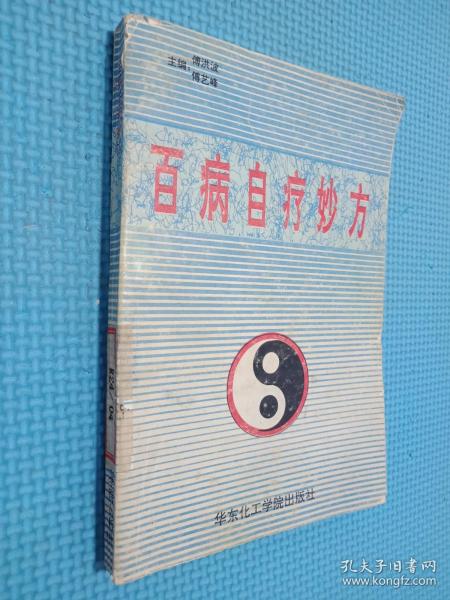 主编：傅洪波
傅艺峰
百病自疗妙方
华东化工学院出版社
孔夫子旧书网
www.kongfz.com